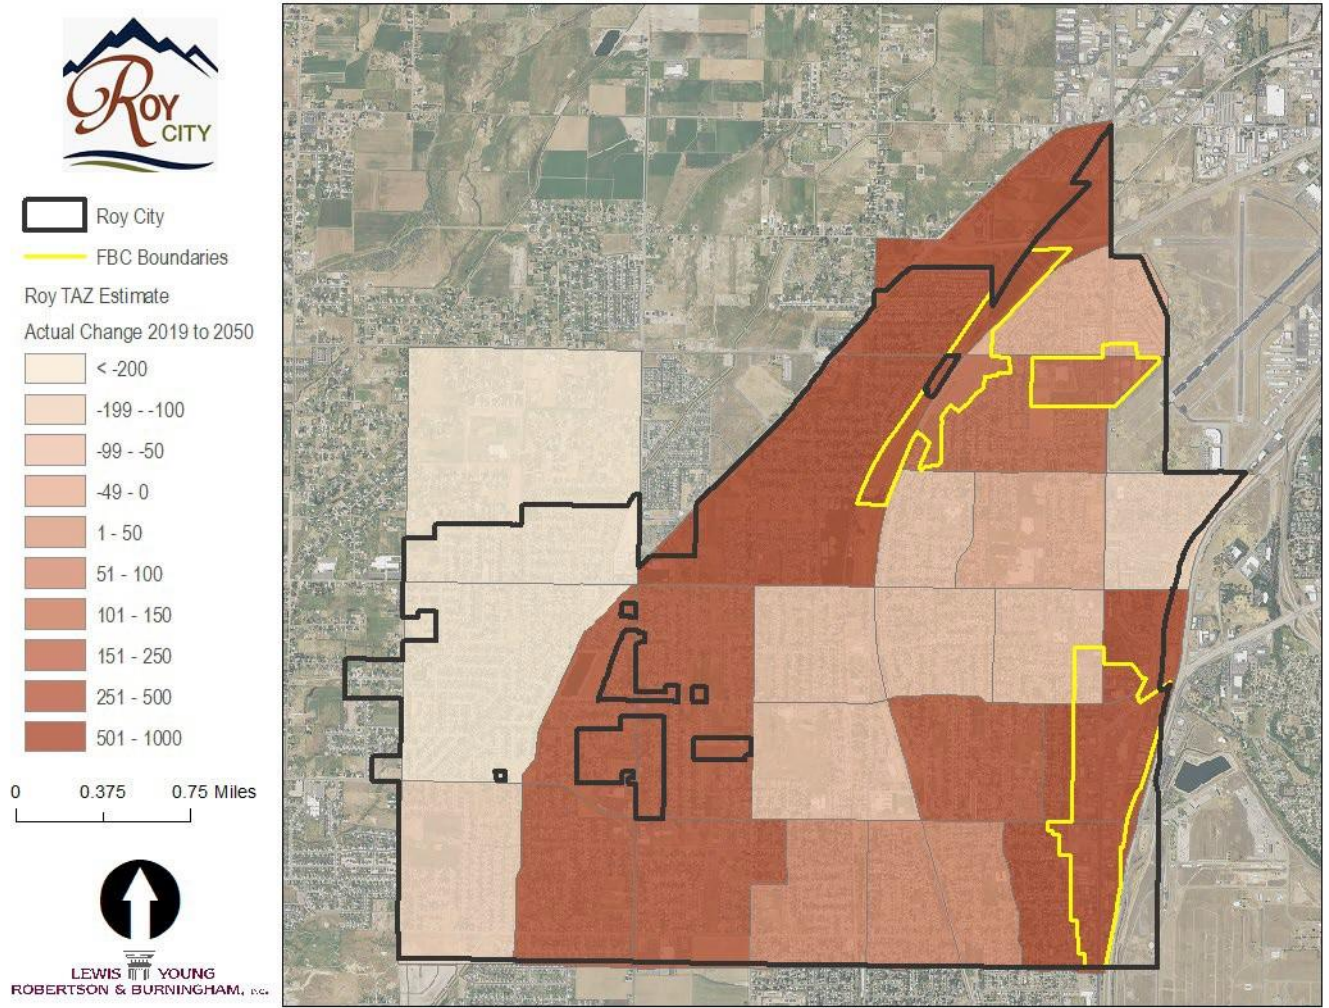 ROY
CITY
Roy City
FBC Boundaries
Roy TAZ Estimate
Actual Change 2019 to 2050
< -200
-199 - -100
-99 - -50
-49 - 0
1 - 50
51 - 100
101 - 150
151 - 250
251 - 500
501 - 1000
0 0.375 0.75 Miles
LEWIS YOUNG
ROBERTSON & BURNINGHAM, INC.